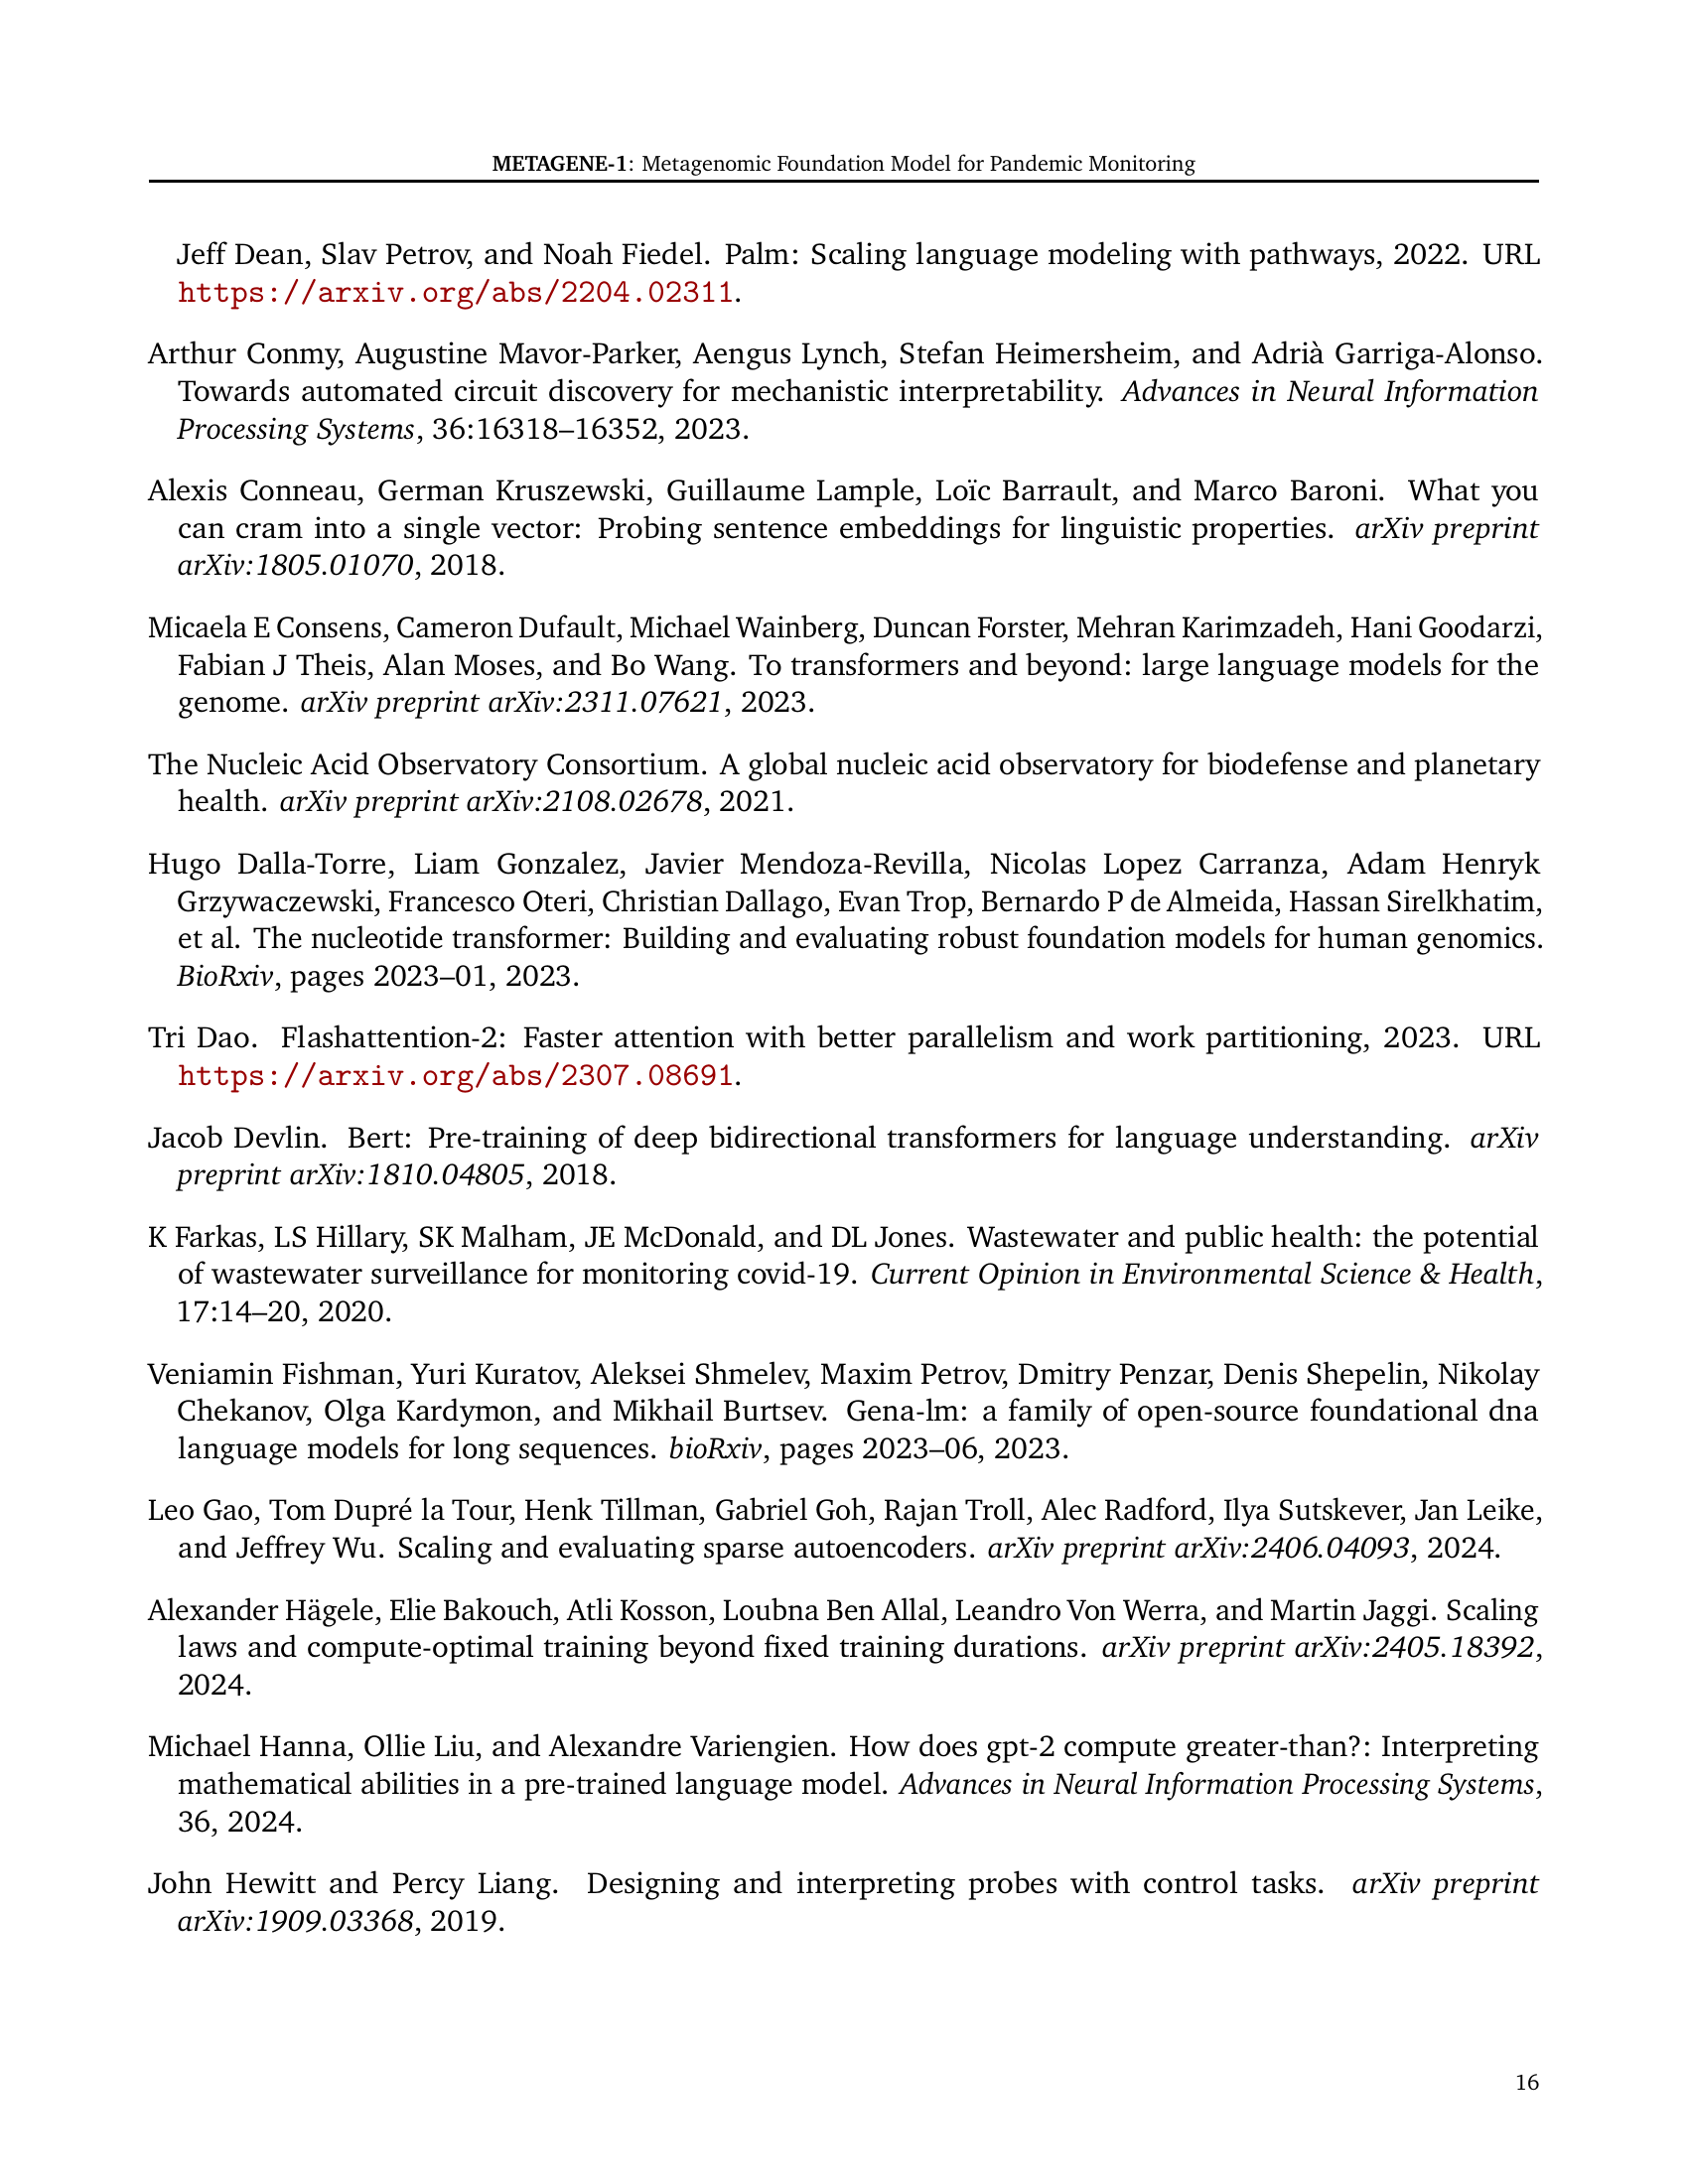 METAGENE-1: Metagenomic Foundation Model for Pandemic Monitoring
Jeff Dean, Slav Petrov, and Noah Fiedel. Palm: Scaling language modeling with pathways, 2022. URL
https://arxiv.org/abs/2204.02311.
Arthur Conmy, Augustine Mavor-Parker, Aengus Lynch, Stefan Heimersheim, and Adrià Garriga-Alonso.
Towards automated circuit discovery for mechanistic interpretability. Advances in Neural Information
Processing Systems, 36:16318–16352, 2023.
Alexis Conneau, German Kruszewski, Guillaume Lample, Loïc Barrault, and Marco Baroni. What you
can cram into a single vector: Probing sentence embeddings for linguistic properties. arXiv preprint
arXiv:1805.01070, 2018.
Micaela E Consens, Cameron Dufault, Michael Wainberg, Duncan Forster, Mehran Karimzadeh, Hani Goodarzi,
Fabian J Theis, Alan Moses, and Bo Wang. To transformers and beyond: large language models for the
genome. arXiv preprint arXiv:2311.07621, 2023.
The Nucleic Acid Observatory Consortium. A global nucleic acid observatory for biodefense and planetary
health. arXiv preprint arXiv:2108.02678, 2021.
Hugo Dalla-Torre, Liam Gonzalez, Javier Mendoza-Revilla, Nicolas Lopez Carranza, Adam Henryk
Grzywaczewski, Francesco Oteri, Christian Dallago, Evan Trop, Bernardo P de Almeida, Hassan Sirelkhatim,
et al. The nucleotide transformer: Building and evaluating robust foundation models for human genomics.
BioRxiv, pages 2023–01, 2023.
Tri Dao. Flashattention-2: Faster attention with better parallelism and work partitioning, 2023. URL
https://arxiv.org/abs/2307.08691.
Jacob Devlin. Bert: Pre-training of deep bidirectional transformers for language understanding. arXiv
preprint arXiv:1810.04805, 2018.
K Farkas, LS Hillary, SK Malham, JE McDonald, and DL Jones. Wastewater and public health: the potential
of wastewater surveillance for monitoring covid-19. Current Opinion in Environmental Science & Health,
17:14–20, 2020.
Veniamin Fishman, Yuri Kuratov, Aleksei Shmelev, Maxim Petrov, Dmitry Penzar, Denis Shepelin, Nikolay
Chekanov, Olga Kardymon, and Mikhail Burtsev. Gena-lm: a family of open-source foundational dna
language models for long sequences. bioRxiv, pages 2023–06, 2023.
Leo Gao, Tom Dupré la Tour, Henk Tillman, Gabriel Goh, Rajan Troll, Alec Radford, Ilya Sutskever, Jan Leike,
and Jeffrey Wu. Scaling and evaluating sparse autoencoders. arXiv preprint arXiv:2406.04093, 2024.
Alexander Hägele, Elie Bakouch, Atli Kosson, Loubna Ben Allal, Leandro Von Werra, and Martin Jaggi. Scaling
laws and compute-optimal training beyond fixed training durations. arXiv preprint arXiv:2405.18392,
2024.
Michael Hanna, Ollie Liu, and Alexandre Variengien. How does gpt-2 compute greater-than?: Interpreting
mathematical abilities in a pre-trained language model. Advances in Neural Information Processing Systems,
36, 2024.
John Hewitt and Percy Liang. Designing and interpreting probes with control tasks. arXiv preprint
arXiv:1909.03368, 2019.
16